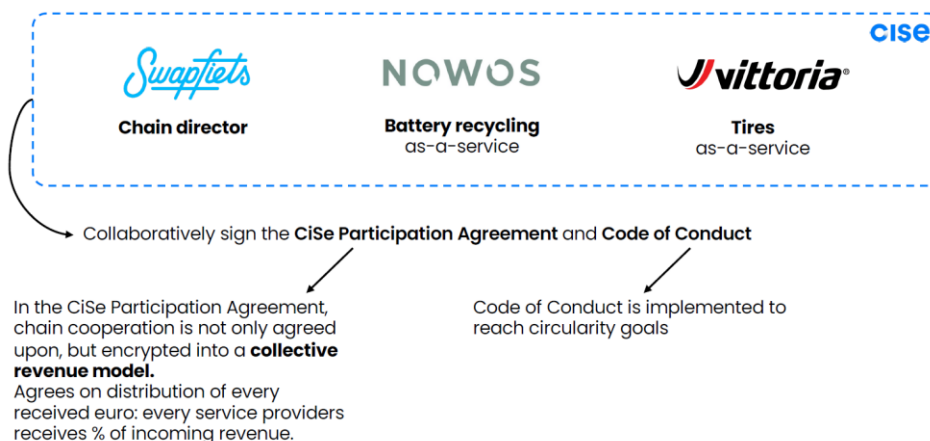 cise
Swapfiets
NOWOS
vittoria®
Chain director
Battery recycling
as-a-service
Tires
as-a-service
Collaboratively sign the CiSe Participation Agreement and Code of Conduct
In the CiSe Participation Agreement,
chain cooperation is not only agreed
upon, but encrypted into a collective
revenue model.
Agrees on distribution of every
received euro: every service providers
receives % of incoming revenue.
Code of Conduct is implemented to
reach circularity goals